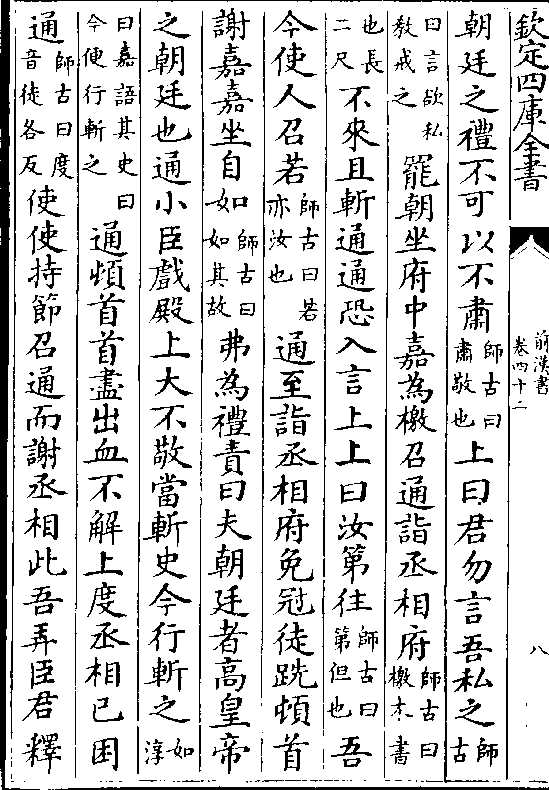 欽定四庫全書
前漢書
卷四十二
八
朝廷之禮不可以不肅師古曰肅敬也上曰君勿言吾私之師古
曰言欲私教戒之罷朝坐府中嘉為檄召通詣丞相府師古曰檄木書
也長二尺不來且斬通通恐入言上上曰汝第往師古曰第但也吾
今使人召若師古曰若亦汝也通至詣丞相府免冠徒跣頓首
謝嘉嘉坐自如師古曰如其故弗為禮責曰夫朝廷者高皇帝
之朝廷也通小臣戲殿上大不敬當斬史今行斬之如淳
曰嘉語其史曰今便行斬之通頓首首盡出血不解上度丞相已困
通師古曰度音徒各反使使持節召通而謝丞相此吾弄臣君釋